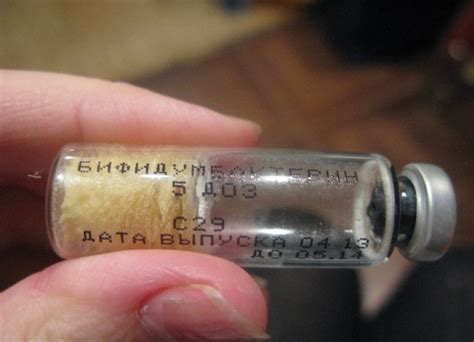 БИФИДУМБАКТЕРИН
5 ДОЗ
С29
ДАТА ВЫПУСКА 04.13
ДО 05.14